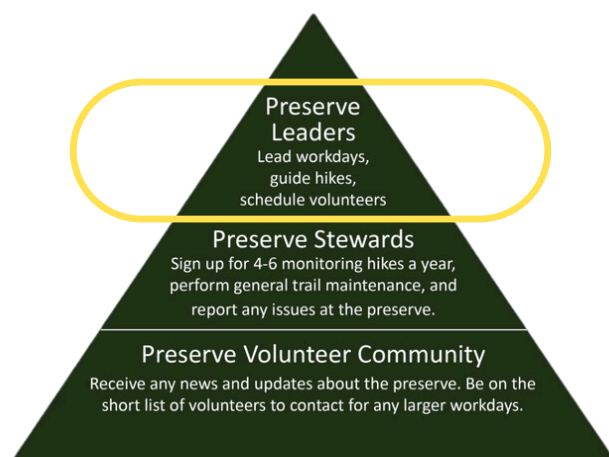 Preserve
Leaders
Lead workdays,
guide hikes,
schedule volunteers
Preserve Stewards
Sign up for 4-6 monitoring hikes a year,
perform general trail maintenance, and
report any issues at the preserve.
Preserve Volunteer Community
Receive any news and updates about the preserve. Be on the
short list of volunteers to contact for any larger workdays.